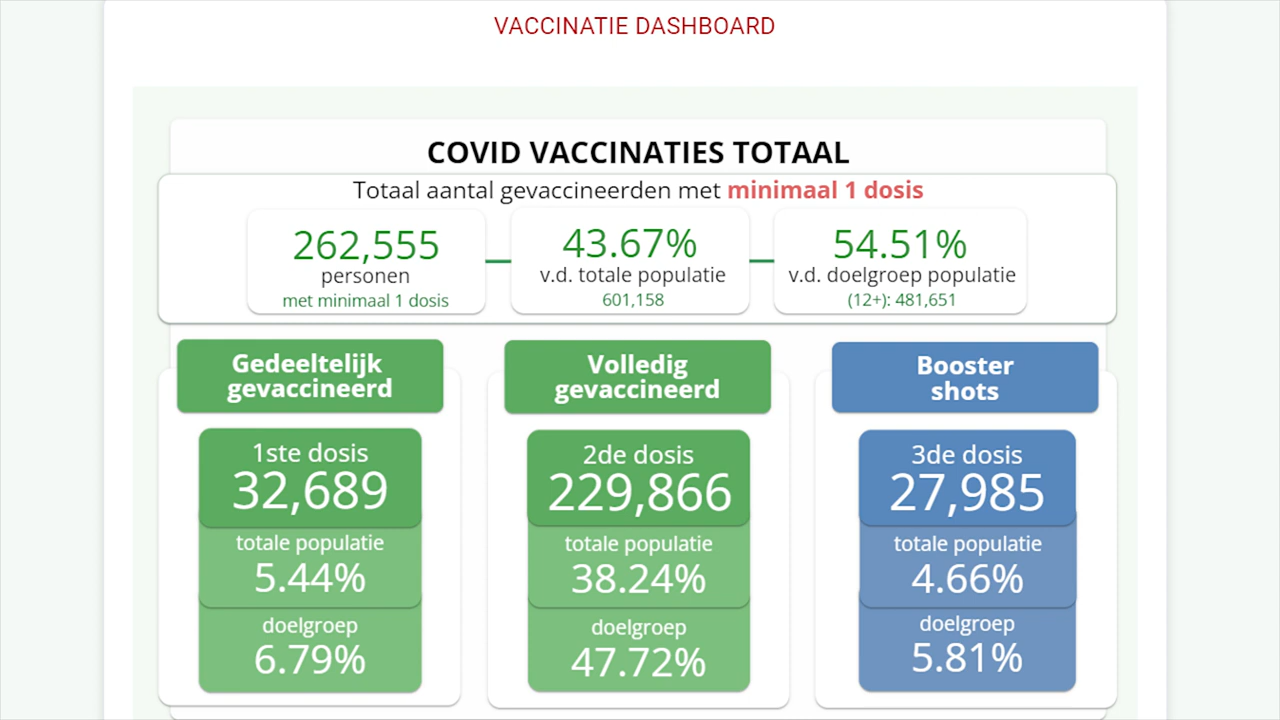 VACCINATIE DASHBOARD
COVID VACCINATIES TOTAAL
Totaal aantal gevaccineerden met minimaal 1 dosis
262,555
personen
met minimaal 1 dosis
43.67%
v.d. totale populatie
601,158
54.51%
v.d. doelgroep populatie
(12+): 481,651
Gedeeltelijk
gevaccineerd
1ste dosis
32,689
totale populatie
5.44%
doelgroep
6.79%
Volledig
gevaccineerd
2de dosis
229,866
totale populatie
38.24%
doelgroep
47.72%
Booster
shots
3de dosis
27,985
totale populatie
4.66%
doelgroep
5.81%